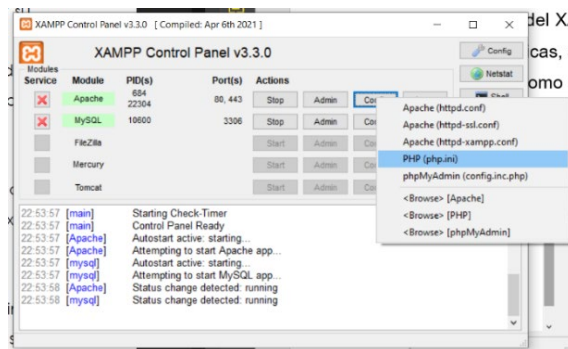 XAMPP Control Panel v3.3.0 [ Compiled: Apr 6th 2021 ]
XAMPP Control Panel v3.3.0
Config
Modules
Service Module PID(s) Port(s) Actions
Netstat
Shell
Apache 684 22304 80, 443 Stop Admin
MySQL 10600 3306 Stop Admin
FileZilla Start Admin
Mercury Start Admin
Tomcat Start Admin
Apache (httpd.conf)
Apache (httpd-ssl.conf)
Apache (httpd-xampp.conf)
PHP (php.ini)
phpMyAdmin (config.inc.php)
<Browse> [Apache]
<Browse> [PHP]
<Browse> [phpMyAdmin]
22:53:57 [main] Starting Check-Timer
22:53:57 [main] Control Panel Ready
22:53:57 [Apache] Autostart active: starting...
22:53:57 [Apache] Attempting to start Apache app...
22:53:57 [mysql] Autostart active: starting...
22:53:57 [mysql] Attempting to start MySQL app...
22:53:58 [Apache] Status change detected: running
22:53:58 [mysql] Status change detected: running
del X
cas,
omo